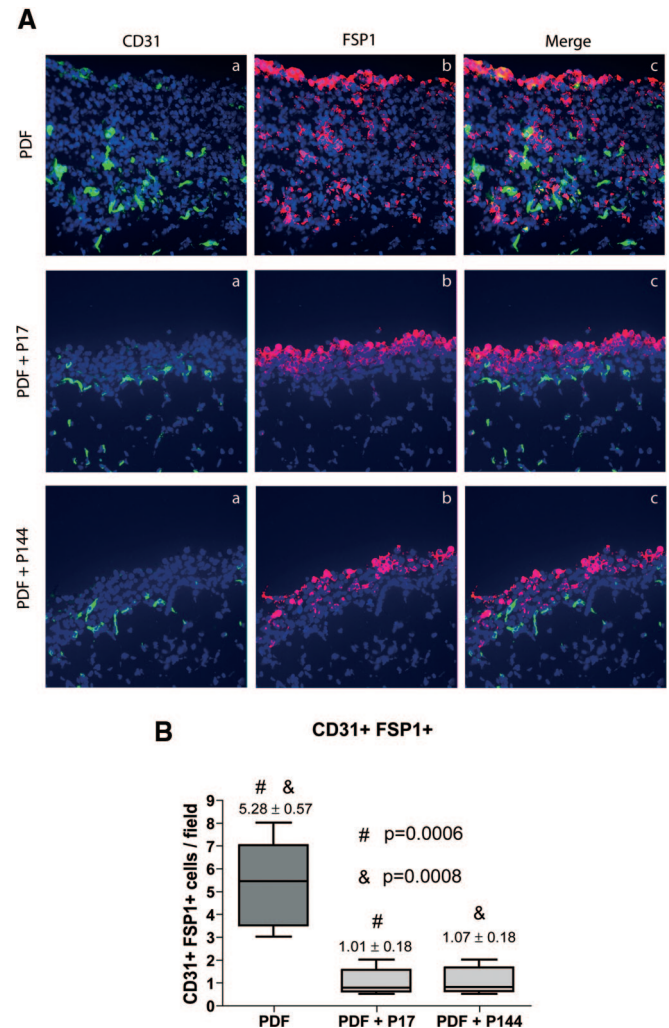 A
CD31 FSP1 Merge
PDF
a b c
PDF + P17
a b c
PDF + P144
a b c
B
CD31+ FSP1+
CD31+ FSP1+ cells / field
9
8
7
6
5
4
3
2
1
0
# &
5.28 ± 0.57
# p=0.0006
& p=0.0008
#
1.01 ± 0.18
&
1.07 ± 0.18
PDF PDF + P17 PDF + P144